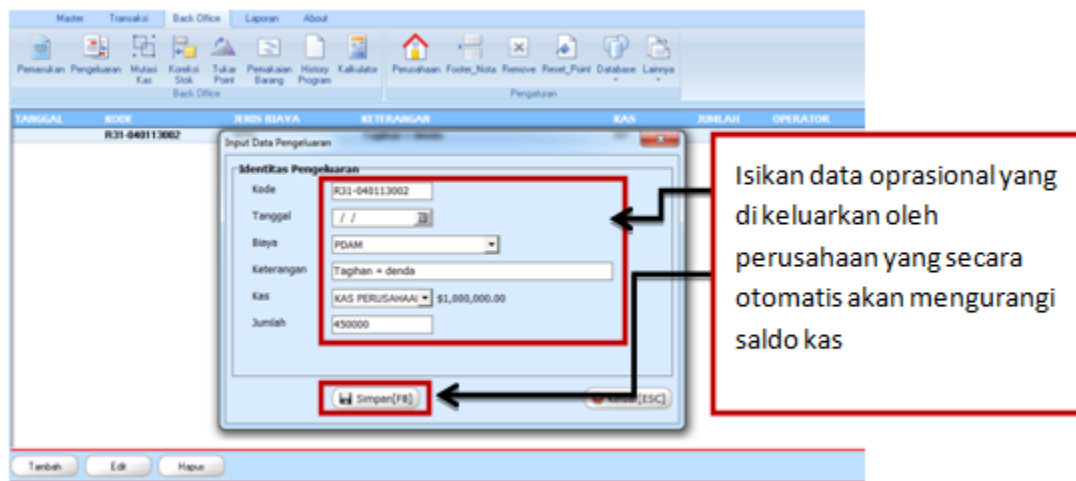 Master Transaksi Back Office Laporan About
Pemasukan Pengeluaran Mutasi Kas Koreksi Stok Tukar Point Pemakaian Barang History Program Kalkulator Perusahaan Footer_Nota Remove Reset_Point Database Lainnya
Back Office Pengaturan
TANGGAL KODE JENIS BIAYA KETERANGAN KAS JUMLAH OPERATOR
R31-040113002
Input Data Pengeluaran
Identitas Pengeluaran
Kode R31-040113002
Tanggal / /
Biaya PDAM
Keterangan Tagihan + denda
Kas KAS PERUSAHAA $1,000,000.00
Jumlah 450000
Simpan[F8] [ESC]
Tambah Edit Hapus
Isikan data oprasional yang
di keluarkan oleh
perusahaan yang secara
otomatis akan mengurangi
saldo kas